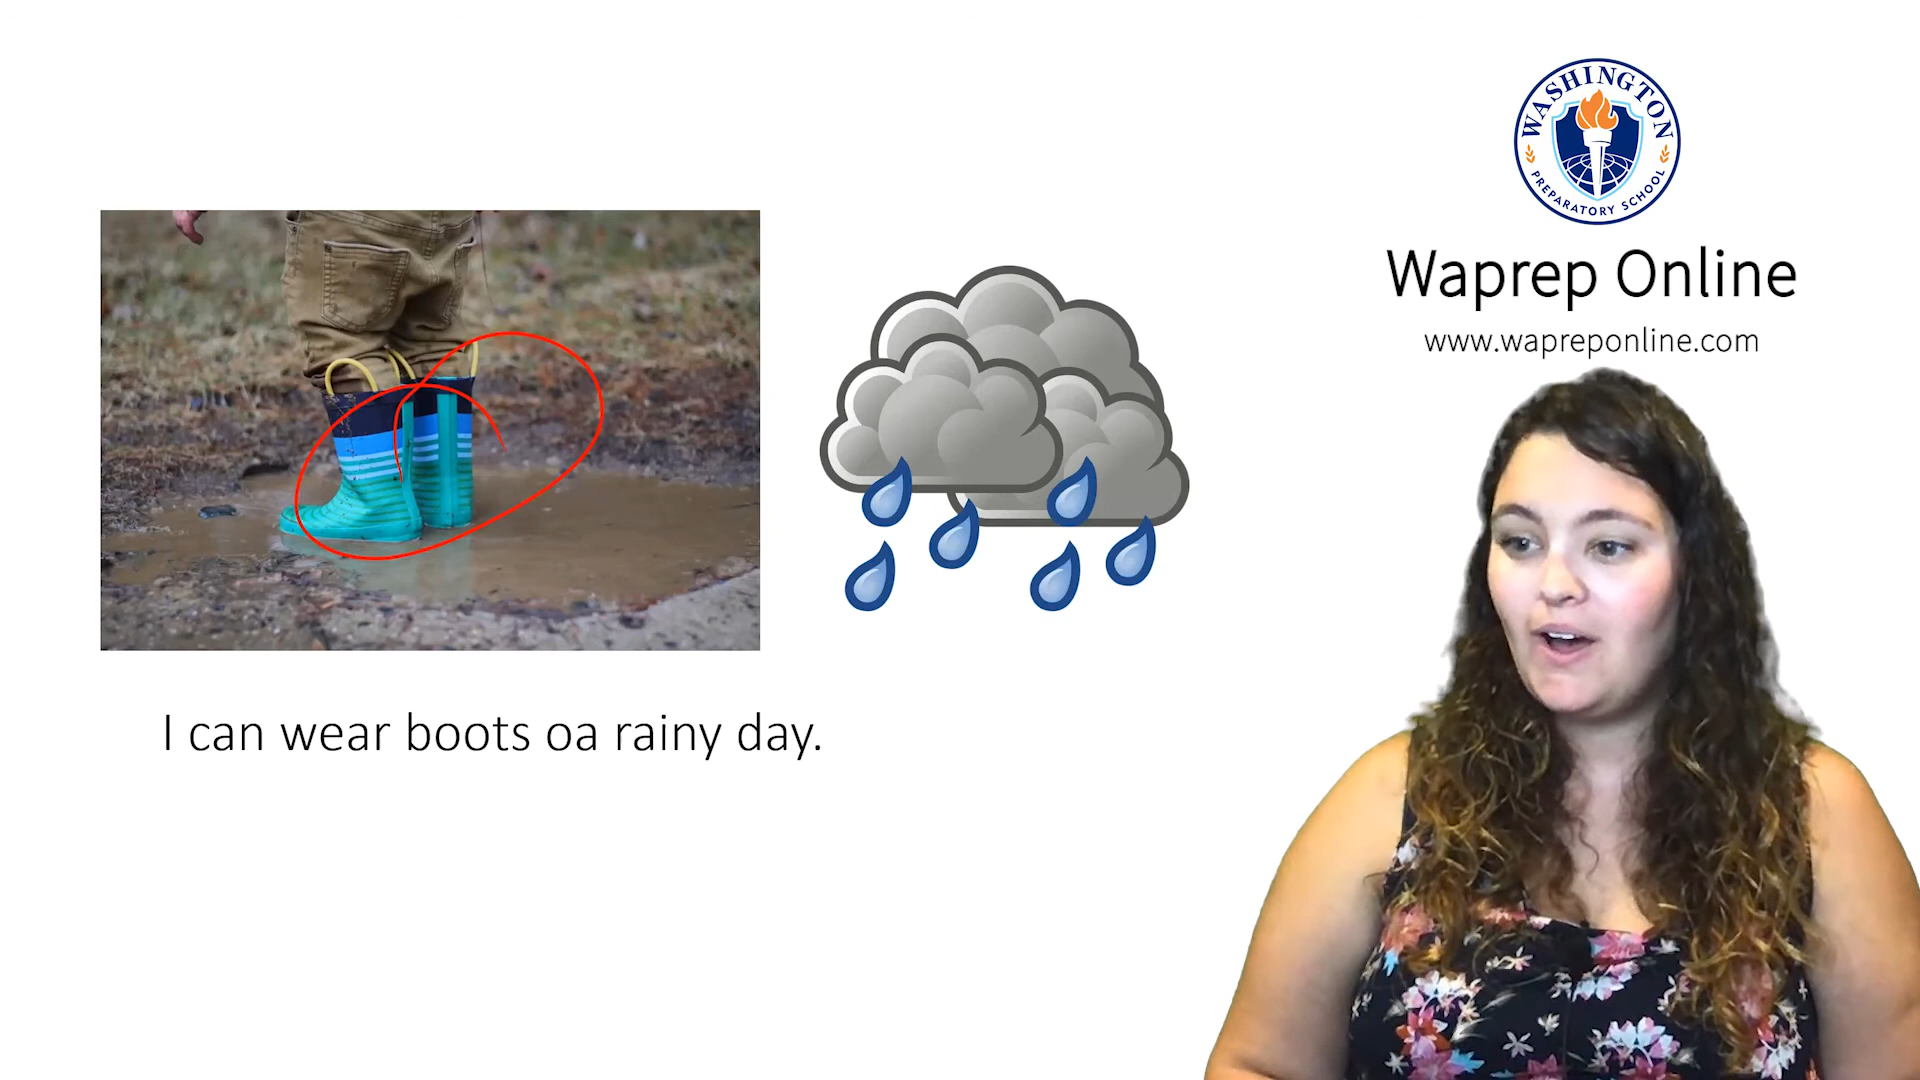 WASHINGTON
PREPARATORY SCHOOL
Waprep Online
www.wapreponline.com
I can wear boots oa rainy day.